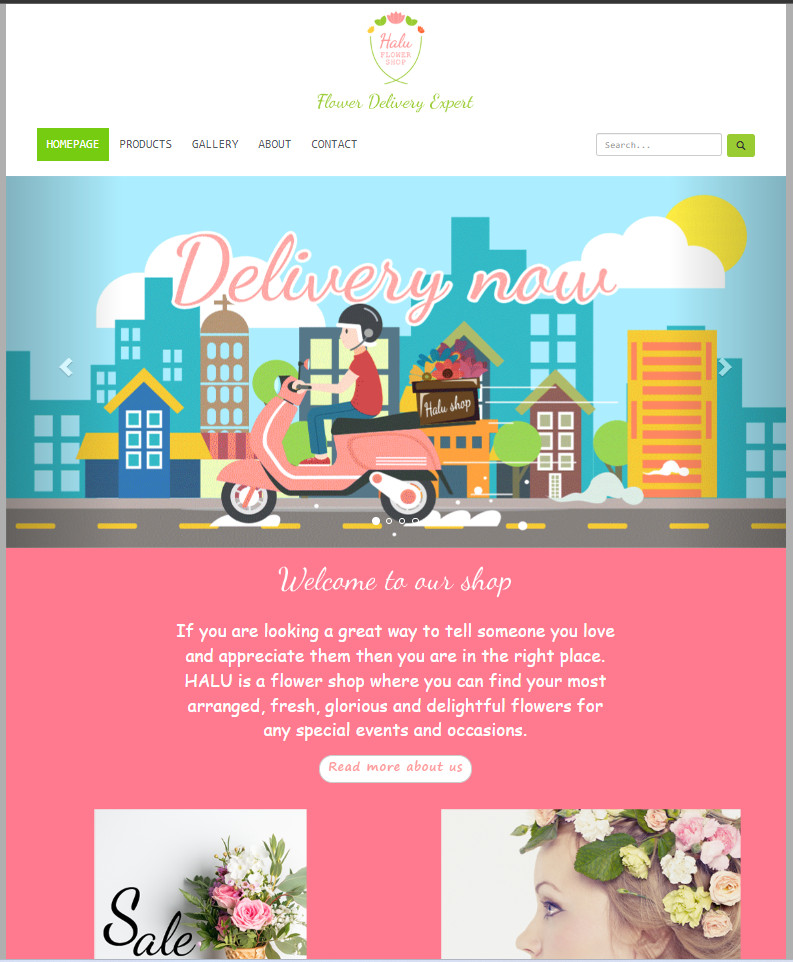 Halu
FLOWER
SHOP
Flower Delivery Expert
HOMEPAGE PRODUCTS GALLERY ABOUT CONTACT Search...
Delivery now
Halu shop
Welcome to our shop
If you are looking a great way to tell someone you love
and appreciate them then you are in the right place.
HALU is a flower shop where you can find your most
arranged, fresh, glorious and delightful flowers for
any special events and occasions.
Read more about us
Sale